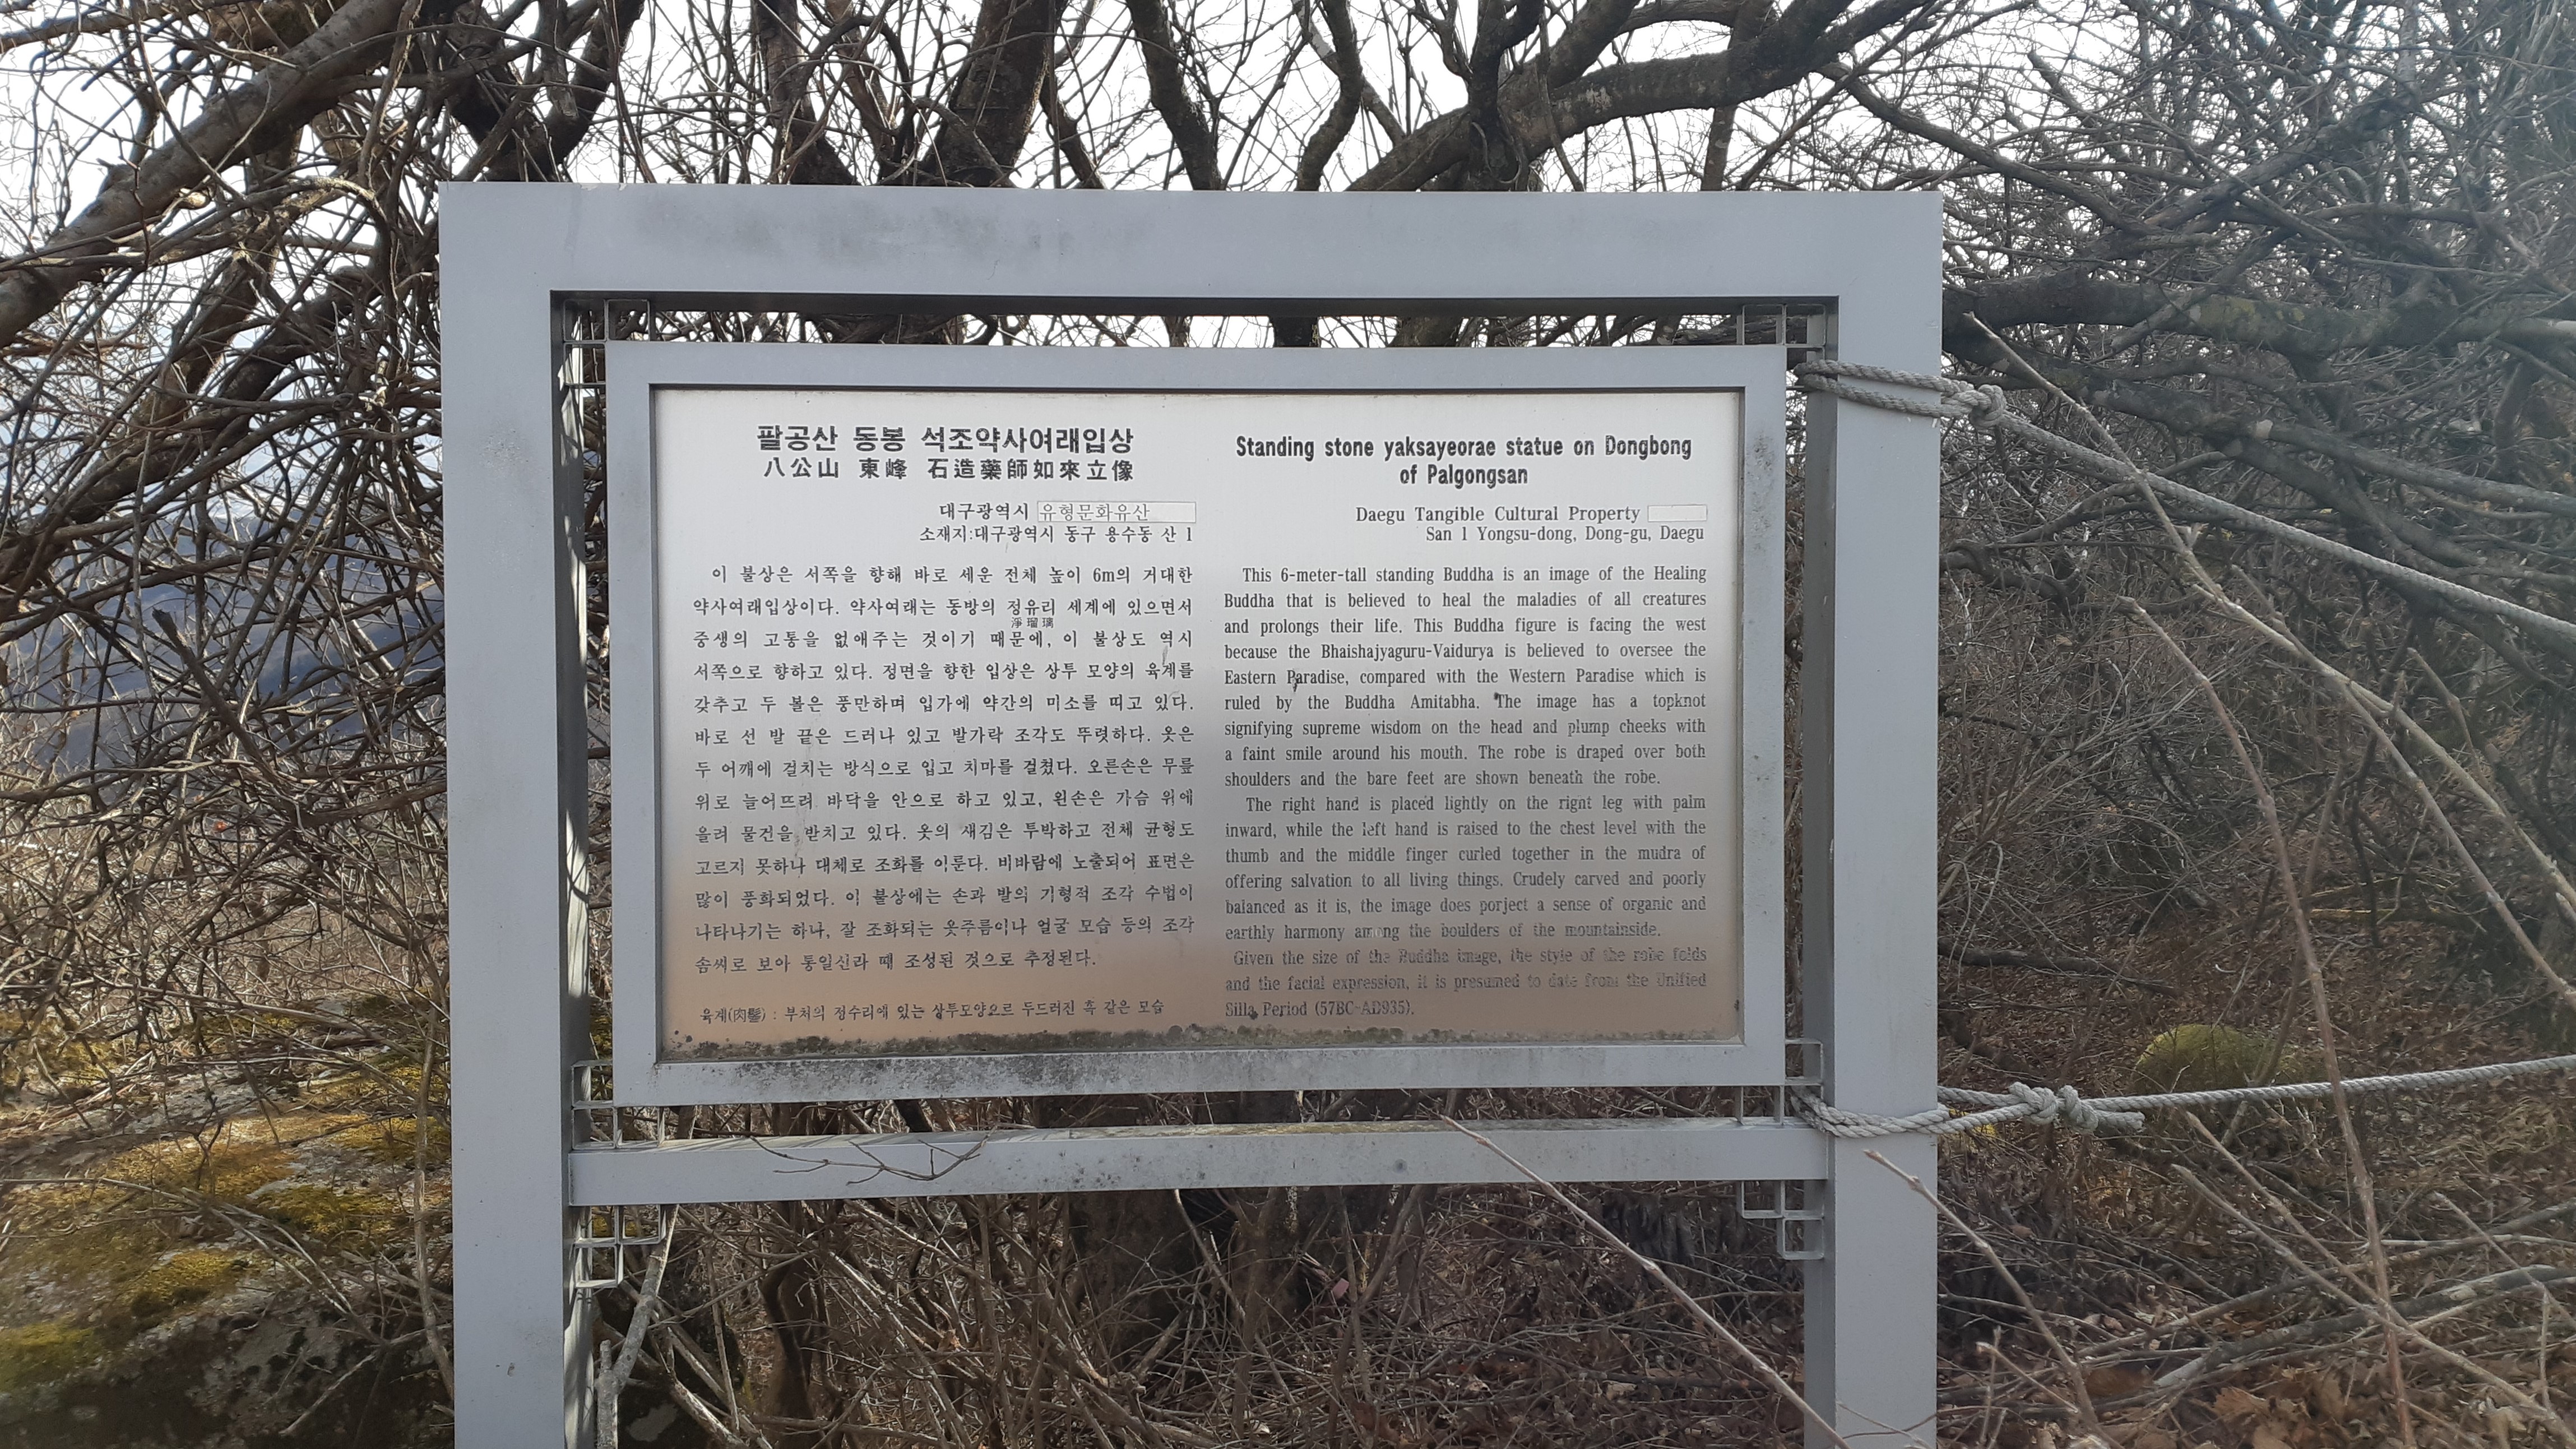 팔공산 동봉 석조약사여래입상
八公山 東峰 石造藥師如來立像
대구광역시 유형문화유산
소재지:대구광역시 동구 용수동 산 1
이 불상은 서쪽을 향해 바로 세운 전체 높이 6m의 거대한
약사여래입상이다. 약사여래는 동방의 정유리 세계에 있으면서
淨瑠璃
중생의 고통을 없애주는 것이기 때문에, 이 불상도 역시
서쪽으로 향하고 있다. 정면을 향한 입상은 상투 모양의 육계를
갖추고 두 볼은 풍만하며 입가에 약간의 미소를 띠고 있다.
바로 선 발 끝은 드러나 있고 발가락 조각도 뚜렷하다. 옷은
두 어깨에 걸치는 방식으로 입고 치마를 걸쳤다. 오른손은 무릎
위로 늘어뜨려 바닥을 안으로 하고 있고, 왼손은 가슴 위에
올려 물건을 받치고 있다. 옷의 새김은 투박하고 전체 균형도
고르지 못하나 대체로 조화를 이룬다. 비바람에 노출되어 표면은
많이 풍화되었다. 이 불상에는 손과 발의 기형적 조각 수법이
나타나기는 하나, 잘 조화되는 옷주름이나 얼굴 모습 등의 조각
솜씨로 보아 통일신라 때 조성된 것으로 추정된다.
육계(肉髻) : 부처의 정수리에 있는 상투모양으로 두드러진 혹 같은 모습
Standing stone yaksayeorae statue on Dongbong
of Palgongsan
Daegu Tangible Cultural Property
San 1 Yongsu-dong, Dong-gu, Daegu
This 6-meter-tall standing Buddha is an image of the Healing
Buddha that is believed to heal the maladies of all creatures
and prolongs their life. This Buddha figure is facing the west
because the Bhaishajyaguru-Vaidurya is believed to oversee the
Eastern Paradise, compared with the Western Paradise which is
ruled by the Buddha Amitabha. The image has a topknot
signifying supreme wisdom on the head and plump cheeks with
a faint smile around his mouth. The robe is draped over both
shoulders and the bare feet are shown beneath the robe.
The right hand is placed lightly on the right leg with palm
inward, while the left hand is raised to the chest level with the
thumb and the middle finger curled together in the mudra of
offering salvation to all living things. Crudely carved and poorly
balanced as it is, the image does porject a sense of organic and
earthly harmony among the boulders of the mountainside.
Given the size of the Buddha image, the style of the robe folds
and the facial expression, it is presumed to date from the Unified
Silla Period (57BC-AD935).